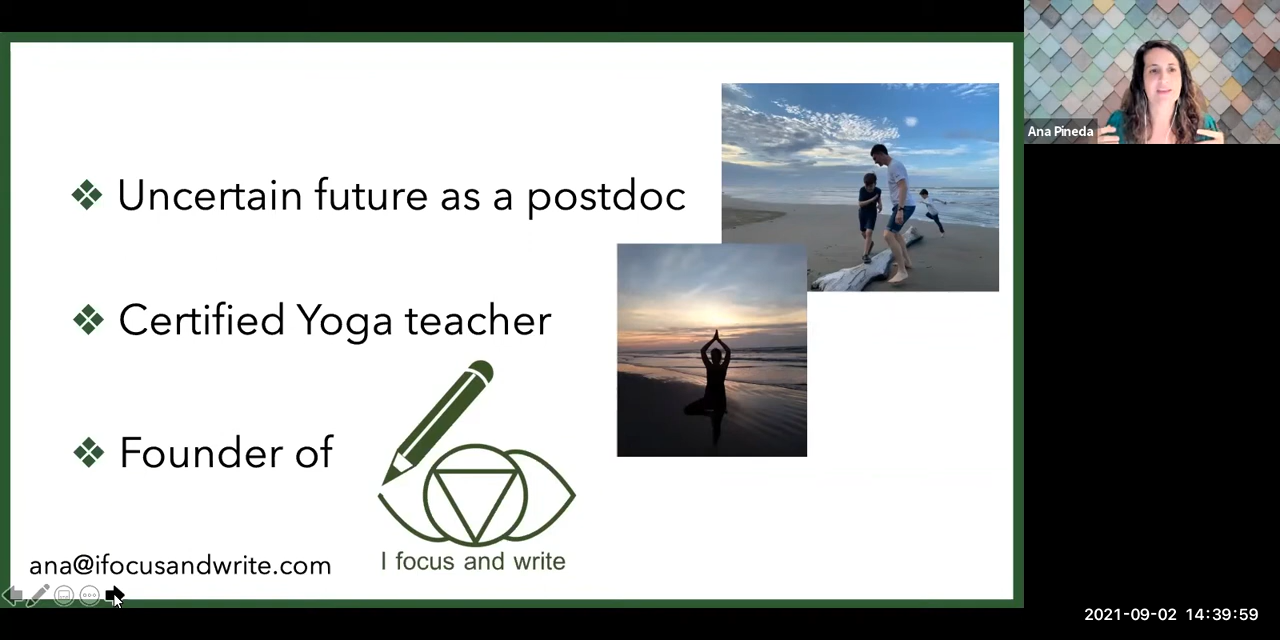 Uncertain future as a postdoc
Certified Yoga teacher
Founder of
I focus and write
ana@ifocusandwrite.com
Ana Pineda
2021-09-02 14:39:59